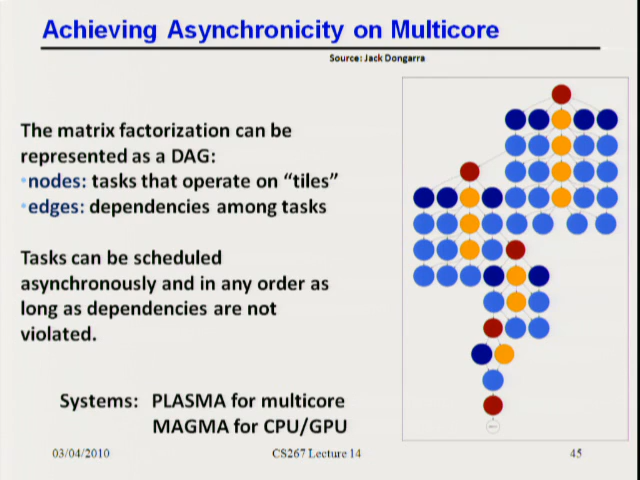 Achieving Asynchronicity on Multicore
Source: Jack Dongarra
The matrix factorization can be
represented as a DAG:
•nodes: tasks that operate on “tiles”
•edges: dependencies among tasks
Tasks can be scheduled
asynchronously and in any order as
long as dependencies are not
violated.
Systems: PLASMA for multicore
MAGMA for CPU/GPU
03/04/2010
CS267 Lecture 14
45